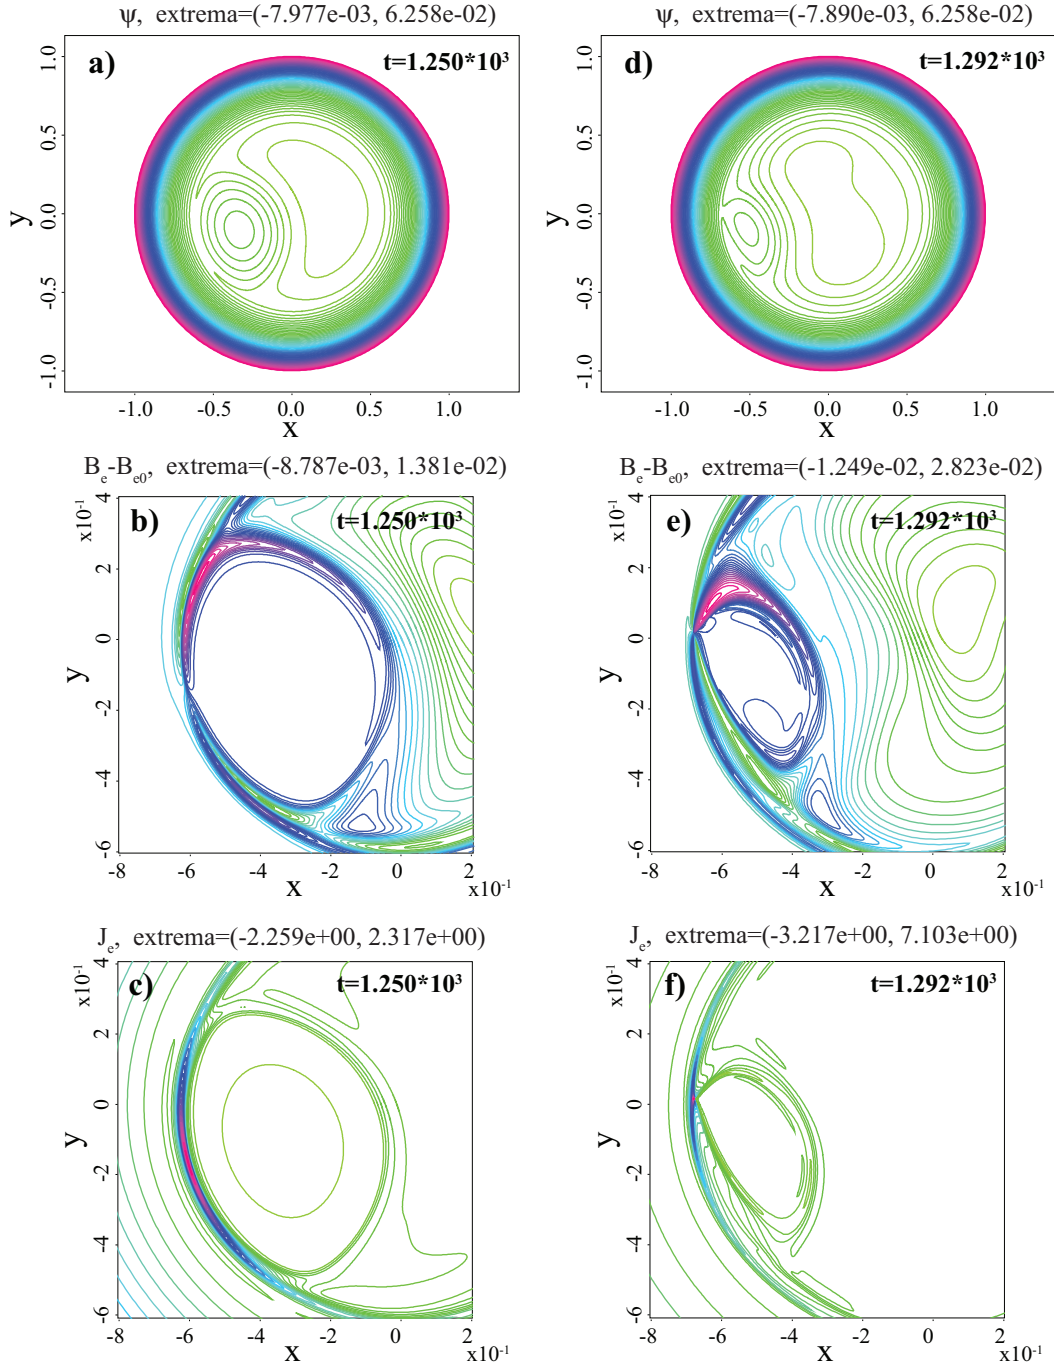 ψ, extrema=(-7.977e-03, 6.258e-02)
a)
t=1.250*10³
1.0
0.5
0.0
-0.5
-1.0
y
-1.0 -0.5 0.0 0.5 1.0
x
ψ, extrema=(-7.890e-03, 6.258e-02)
d)
t=1.292*10³
1.0
0.5
0.0
-0.5
-1.0
y
-1.0 -0.5 0.0 0.5 1.0
x
B_e-B_e0, extrema=(-8.787e-03, 1.381e-02)
b)
t=1.250*10³
x10⁻¹
4
2
0
-2
-4
-6
y
-8 -6 -4 -2 0 2
x
x10⁻¹
B_e-B_e0, extrema=(-1.249e-02, 2.823e-02)
e)
t=1.292*10³
x10⁻¹
4
2
0
-2
-4
-6
y
-8 -6 -4 -2 0 2
x
x10⁻¹
J_e, extrema=(-2.259e+00, 2.317e+00)
c)
t=1.250*10³
x10⁻¹
4
2
0
-2
-4
-6
y
-8 -6 -4 -2 0 2
x
x10⁻¹
J_e, extrema=(-3.217e+00, 7.103e+00)
f)
t=1.292*10³
x10⁻¹
4
2
0
-2
-4
-6
y
-8 -6 -4 -2 0 2
x
x10⁻¹